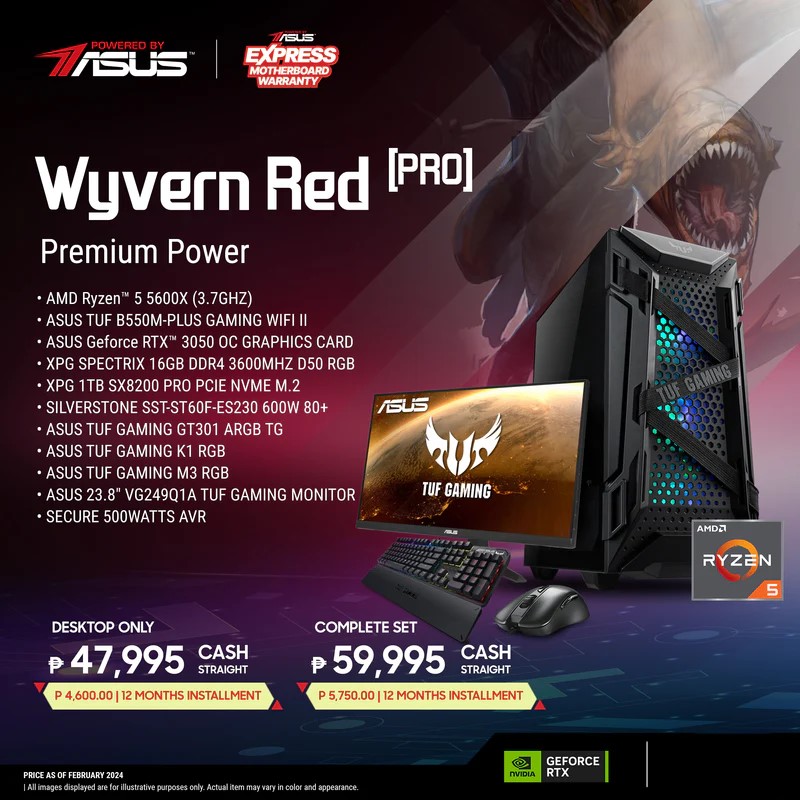 POWERED BY
ASUS™
POWERED BY
ASUS
EXPRESS
MOTHERBOARD
WARRANTY
Wyvern Red [PRO]
Premium Power
• AMD Ryzen™ 5 5600X (3.7GHZ)
• ASUS TUF B550M-PLUS GAMING WIFI II
• ASUS Geforce RTX™ 3050 OC GRAPHICS CARD
• XPG SPECTRIX 16GB DDR4 3600MHZ D50 RGB
• XPG 1TB SX8200 PRO PCIE NVME M.2
• SILVERSTONE SST-ST60F-ES230 600W 80+
• ASUS TUF GAMING GT301 ARGB TG
• ASUS TUF GAMING K1 RGB
• ASUS TUF GAMING M3 RGB
• ASUS 23.8" VG249Q1A TUF GAMING MONITOR
• SECURE 500WATTS AVR
ASUS
TUF GAMING
ASUS
TUF GAMING
AMD
RYZEN
5
DESKTOP ONLY
₱ 47,995 CASH STRAIGHT
P 4,600.00 | 12 MONTHS INSTALLMENT
COMPLETE SET
₱ 59,995 CASH STRAIGHT
P 5,750.00 | 12 MONTHS INSTALLMENT
NVIDIA
GEFORCE
RTX
PRICE AS OF FEBRUARY 2024
| All images displayed are for illustrative purposes only. Actual item may vary in color and appearance.